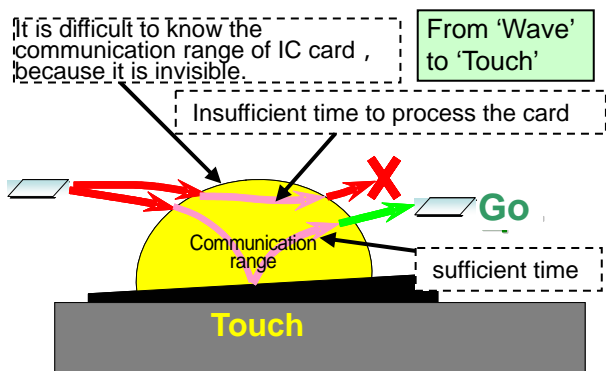 It is difficult to know the
communication range of IC card ,
because it is invisible.
From ‘Wave’
to ‘Touch’
Insufficient time to process the card
X
Go
Communication
range
sufficient time
Touch